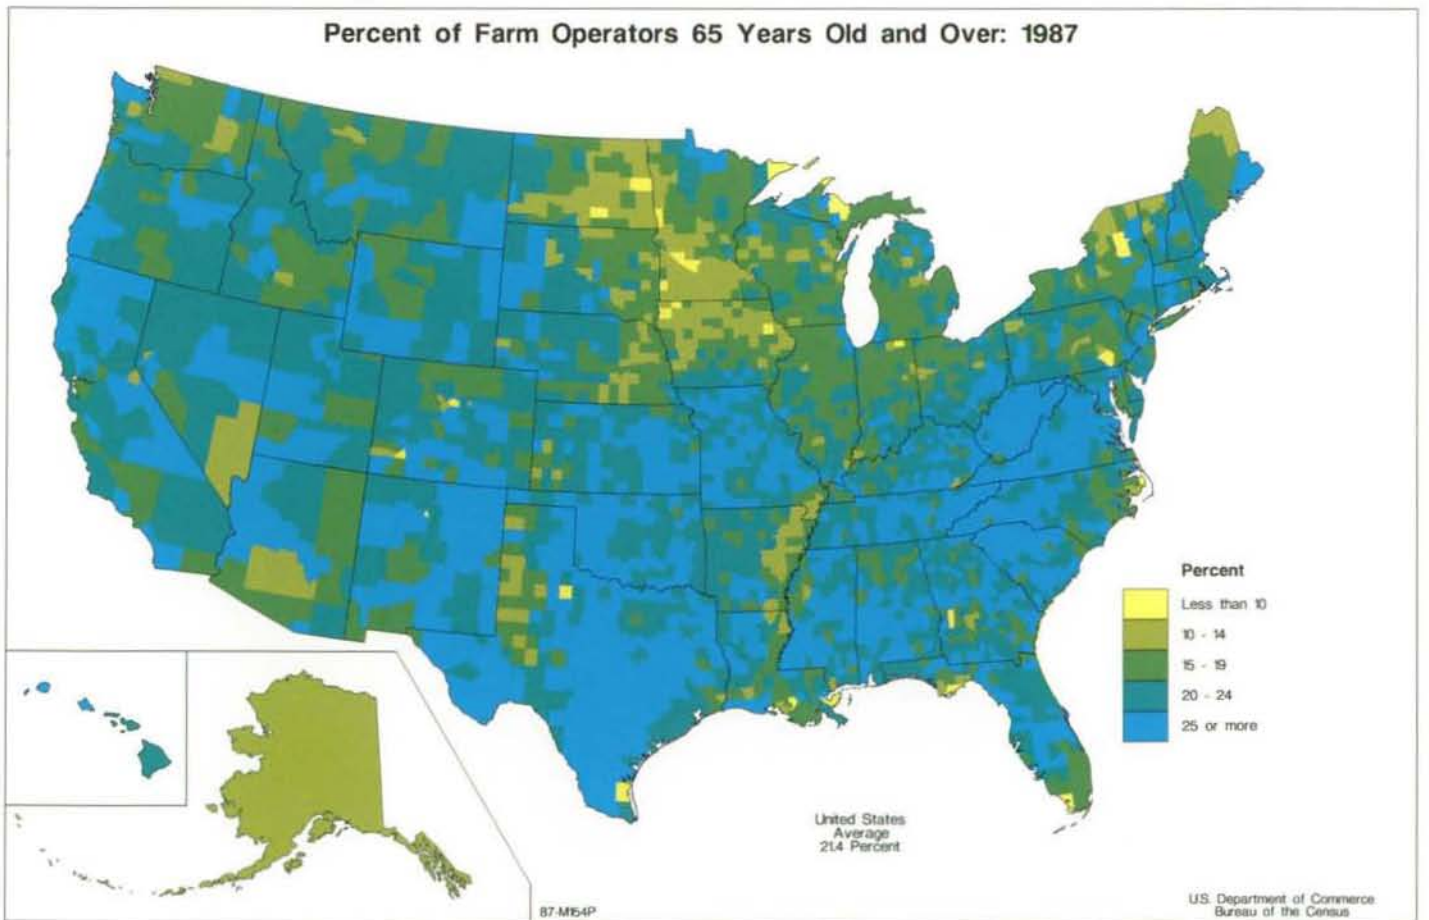 Percent of Farm Operators 65 Years Old and Over: 1987
Percent
Less than 10
10 - 14
15 - 19
20 - 24
25 or more
United States
Average
21.4 Percent
87-M154P
U.S. Department of Commerce
Bureau of the Census